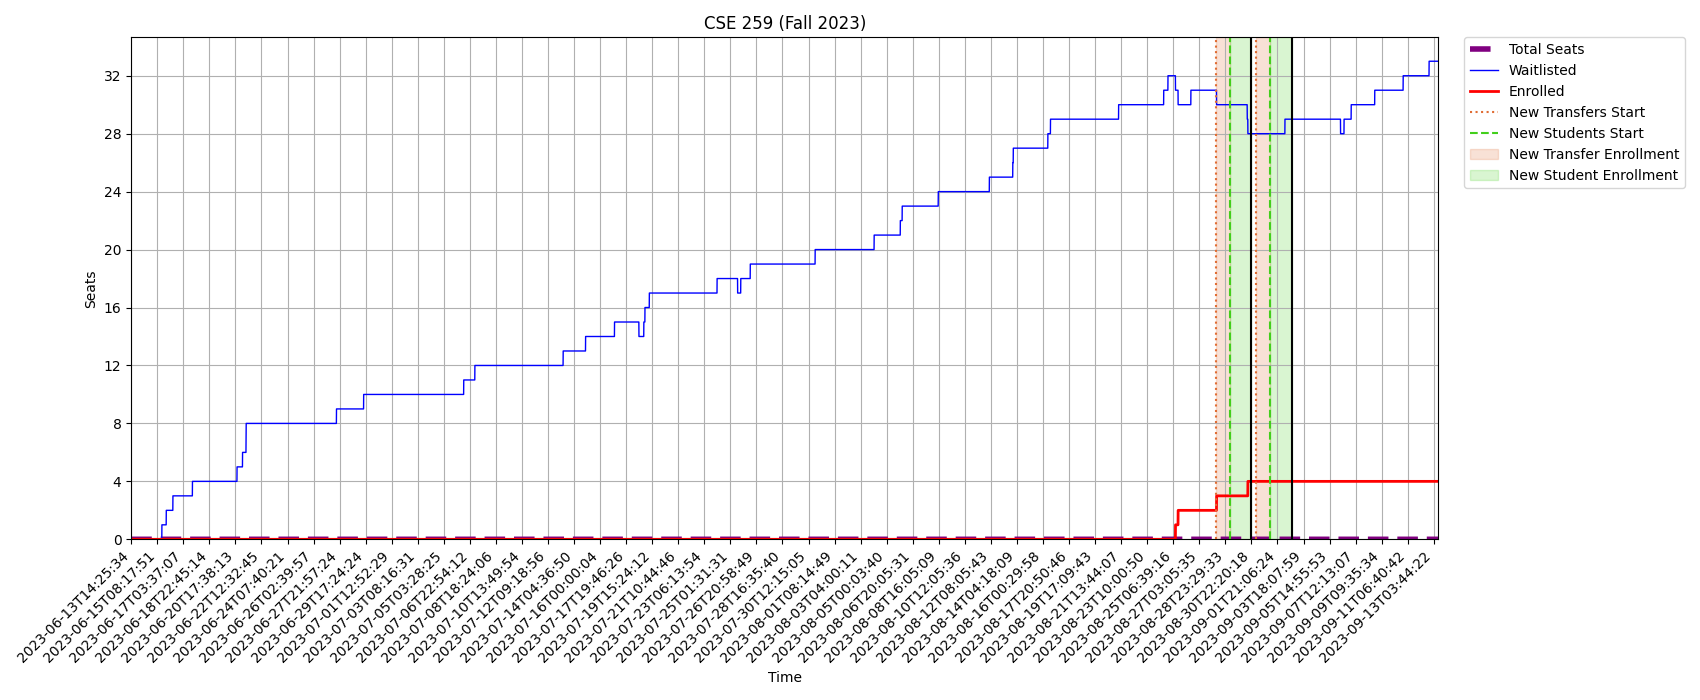 CSE 259 (Fall 2023)
Total Seats
Waitlisted
Enrolled
New Transfers Start
New Students Start
New Transfer Enrollment
New Student Enrollment
Seats
32
28
24
20
16
12
8
4
0
2023-06-13T14:25:34
2023-06-15T08:17:51
2023-06-17T03:37:07
2023-06-18T22:45:14
2023-06-20T17:38:13
2023-06-22T12:32:45
2023-06-24T07:40:21
2023-06-26T02:39:57
2023-06-27T21:57:24
2023-06-29T17:24:24
2023-07-01T12:52:29
2023-07-03T08:16:31
2023-07-05T03:28:25
2023-07-06T22:54:12
2023-07-08T18:24:06
2023-07-10T13:49:54
2023-07-12T09:18:56
2023-07-14T04:36:50
2023-07-16T00:00:04
2023-07-17T19:46:26
2023-07-19T15:24:12
2023-07-21T10:44:46
2023-07-23T06:13:54
2023-07-25T01:31:31
2023-07-26T20:58:49
2023-07-28T16:35:40
2023-07-30T12:15:05
2023-08-01T08:14:49
2023-08-03T04:00:11
2023-08-05T00:03:40
2023-08-06T20:05:31
2023-08-08T16:05:09
2023-08-10T12:05:36
2023-08-12T08:05:43
2023-08-14T04:18:09
2023-08-16T00:29:58
2023-08-17T20:50:46
2023-08-19T17:09:43
2023-08-21T13:44:07
2023-08-23T10:00:50
2023-08-25T06:39:16
2023-08-27T03:05:35
2023-08-28T23:29:33
2023-08-30T22:20:18
2023-09-01T21:06:24
2023-09-03T18:07:59
2023-09-05T14:55:53
2023-09-07T12:13:07
2023-09-09T09:35:34
2023-09-11T06:40:42
2023-09-13T03:44:22
Time